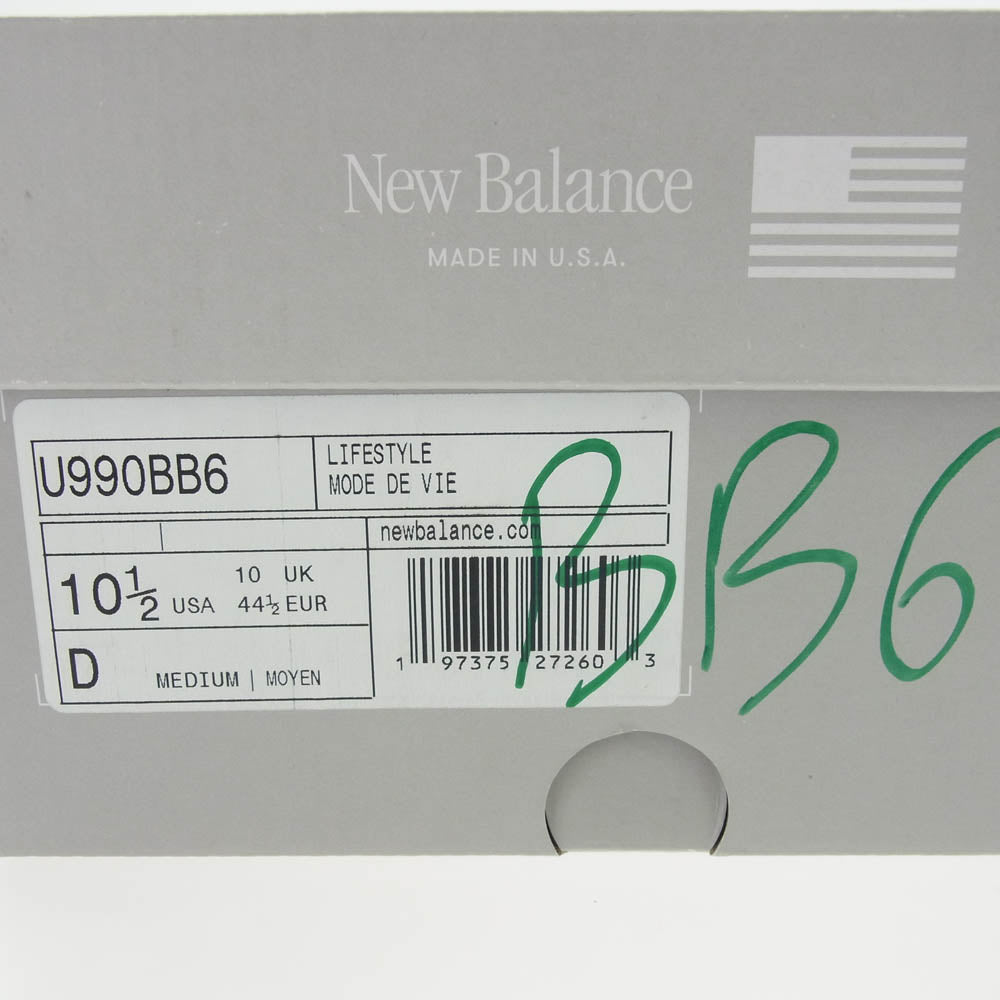 New Balance
MADE IN U.S.A.
U990BB6
LIFESTYLE
MODE DE VIE
newbalance.com
10½ USA
10 UK
44½ EUR
D
MEDIUM | MOYEN
1 97375 27260 3
BB6